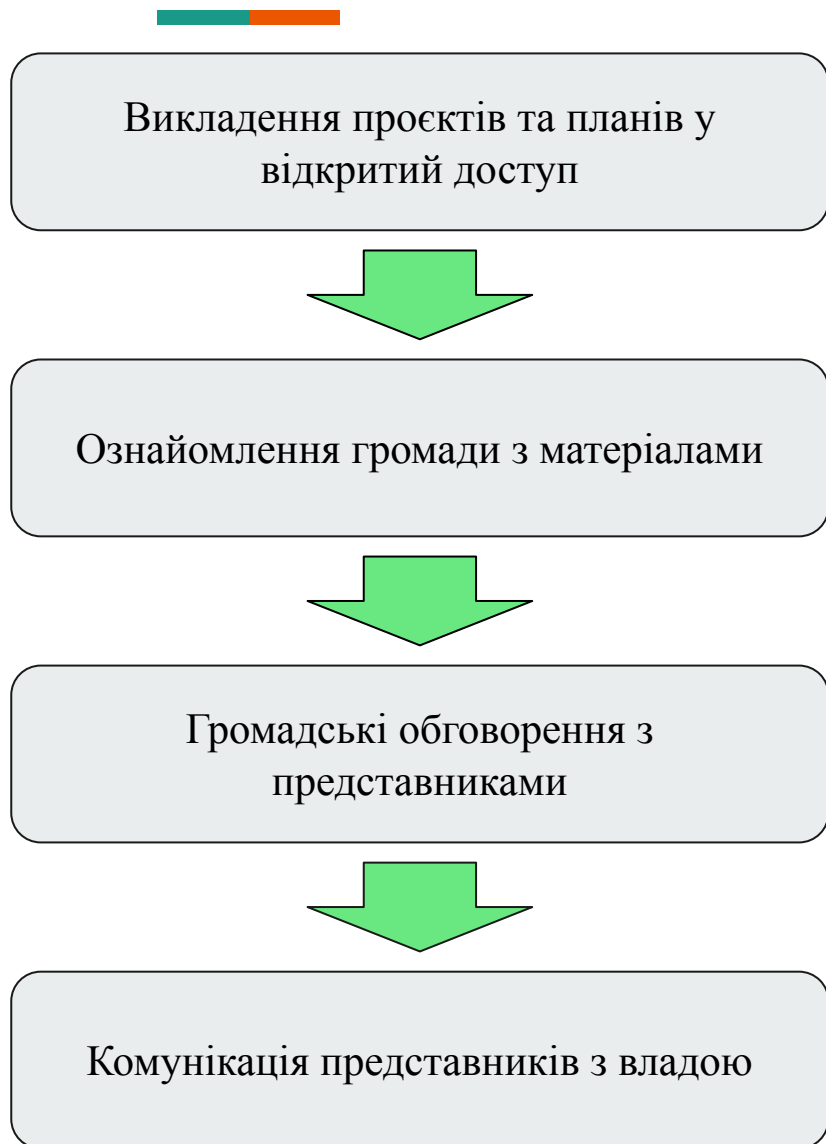 Викладення проєктів та планів у
відкритий доступ
Ознайомлення громади з матеріалами
Громадські обговорення з
представниками
Комунікація представників з владою